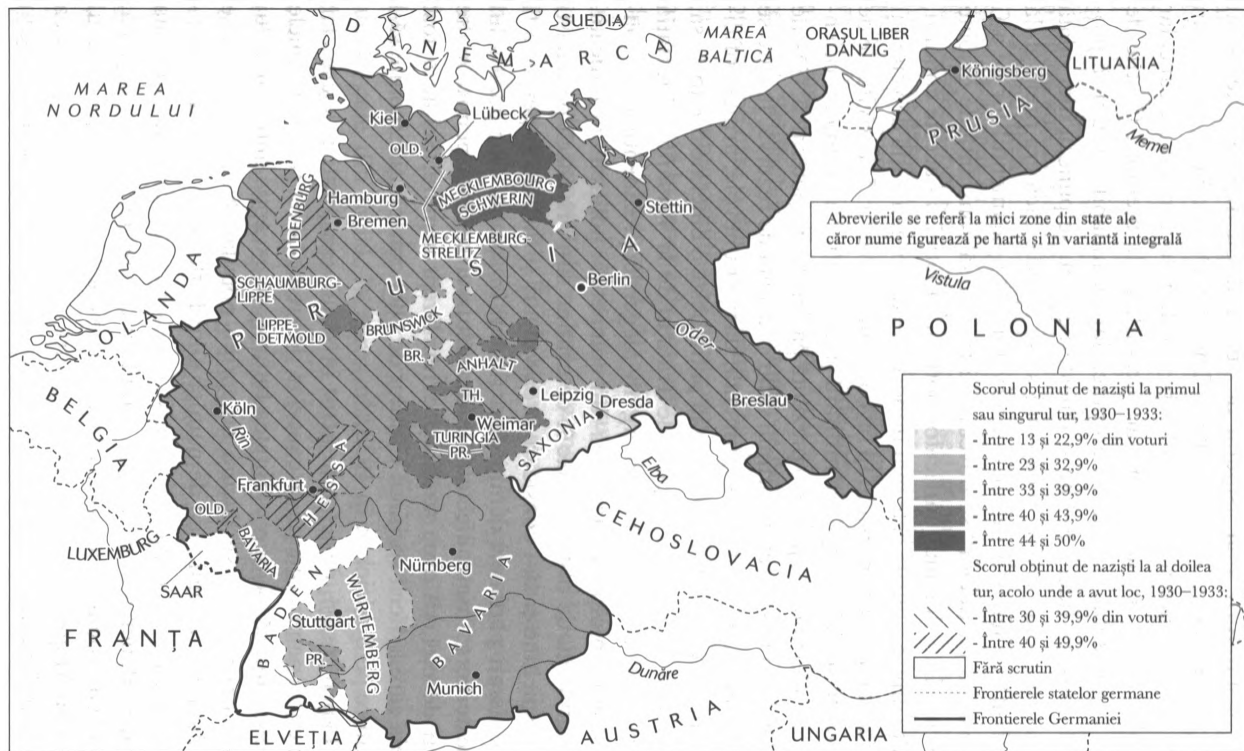 SUEDIA
DANEMARCA
MAREA
BALTICĂ
ORAȘUL LIBER
DÁNZIG
LITUANIA
Königsberg
PRUSIA
Memel
MAREA
NORDULUI
Kiel
Lübeck
OLD.
Hamburg
Bremen
OLDENBURG
MECKLEMBOURG
SCHWERIN
Stettin
MECKLEMBURG-
STRELITZ
Abrevierile se referă la mici zone din state ale
căror nume figurează pe hartă și în variantă integrală
Vistula
SCHAUMBURG-
LIPPE
LIPPE-
DETMOLD
PRUSIA
Berlin
BRUNSWICK
BR.
ANHALT
Oder
POLONIA
OLANDA
BELGIA
Köln
Rin
TH.
Leipzig
Dresda
Breslau
Weimar
TURINGIA
PR.
SAXONIA
Elba
Frankfurt
HESSA
OLD.
LUXEMBURG
BAVARIA
SAAR
CEHOSLOVACIA
Nürnberg
BADEN
Stuttgart
WÜRTEMBERG
PR.
BAVARIA
Munich
FRANȚA
Dunăre
ELVEȚIA
AUSTRIA
UNGARIA
Scorul obținut de naziști la primul
sau singurul tur, 1930–1933:
- Între 13 și 22,9% din voturi
- Între 23 și 32,9%
- Între 33 și 39,9%
- Între 40 și 43,9%
- Între 44 și 50%
Scorul obținut de naziști la al doilea
tur, acolo unde a avut loc, 1930–1933:
- Între 30 și 39,9% din voturi
- Între 40 și 49,9%
Fără scrutin
Frontierele statelor germane
Frontierele Germaniei